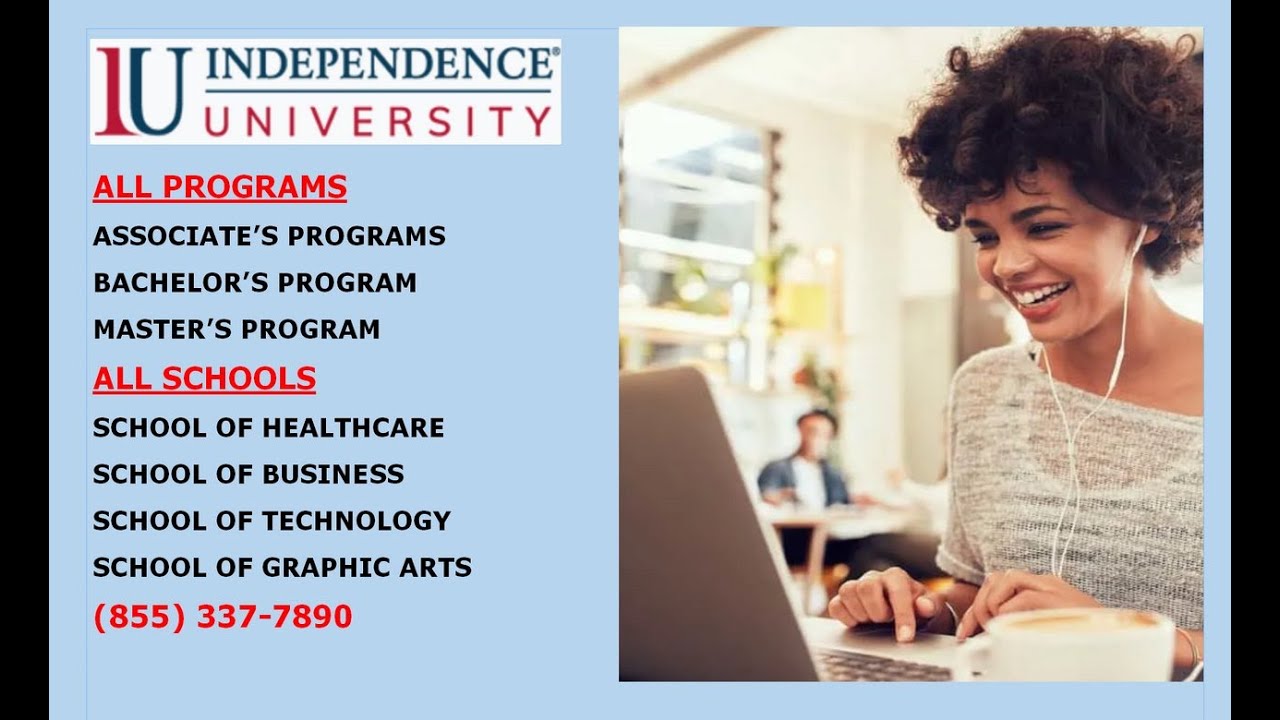 IU INDEPENDENCE®
UNIVERSITY
ALL PROGRAMS
ASSOCIATE’S PROGRAMS
BACHELOR’S PROGRAM
MASTER’S PROGRAM
ALL SCHOOLS
SCHOOL OF HEALTHCARE
SCHOOL OF BUSINESS
SCHOOL OF TECHNOLOGY
SCHOOL OF GRAPHIC ARTS
(855) 337-7890